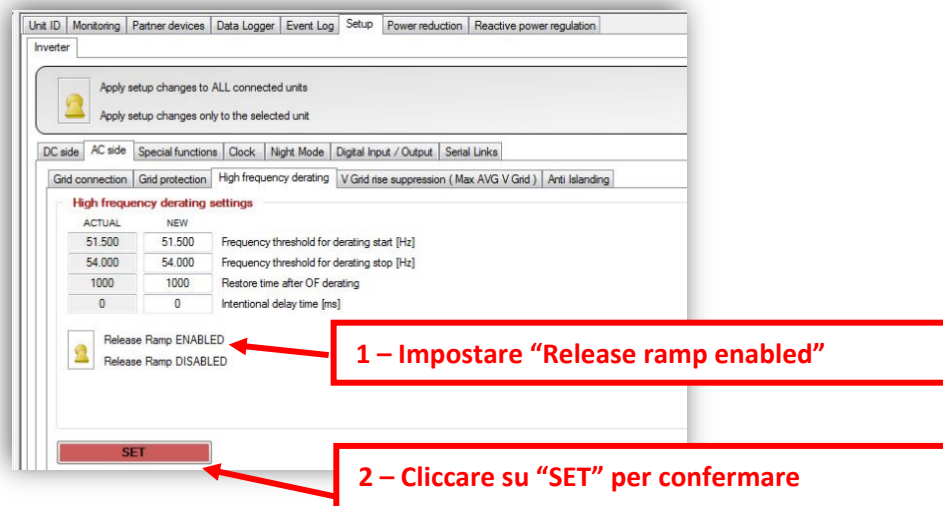 Unit ID Monitoring Partner devices Data Logger Event Log Setup Power reduction Reactive power regulation
Inverter
Apply setup changes to ALL connected units
Apply setup changes only to the selected unit
DC side AC side Special functions Clock Night Mode Digital Input / Output Serial Links
Grid connection Grid protection High frequency derating V Grid rise suppression ( Max AVG V Grid ) Anti Islanding
High frequency derating settings
ACTUAL NEW
51.500 51.500 Frequency threshold for derating start [Hz]
54.000 54.000 Frequency threshold for derating stop [Hz]
1000 1000 Restore time after OF derating
0 0 Intentional delay time [ms]
Release Ramp ENABLED
Release Ramp DISABLED
1 – Impostare “Release ramp enabled”
SET
2 – Cliccare su “SET” per confermare